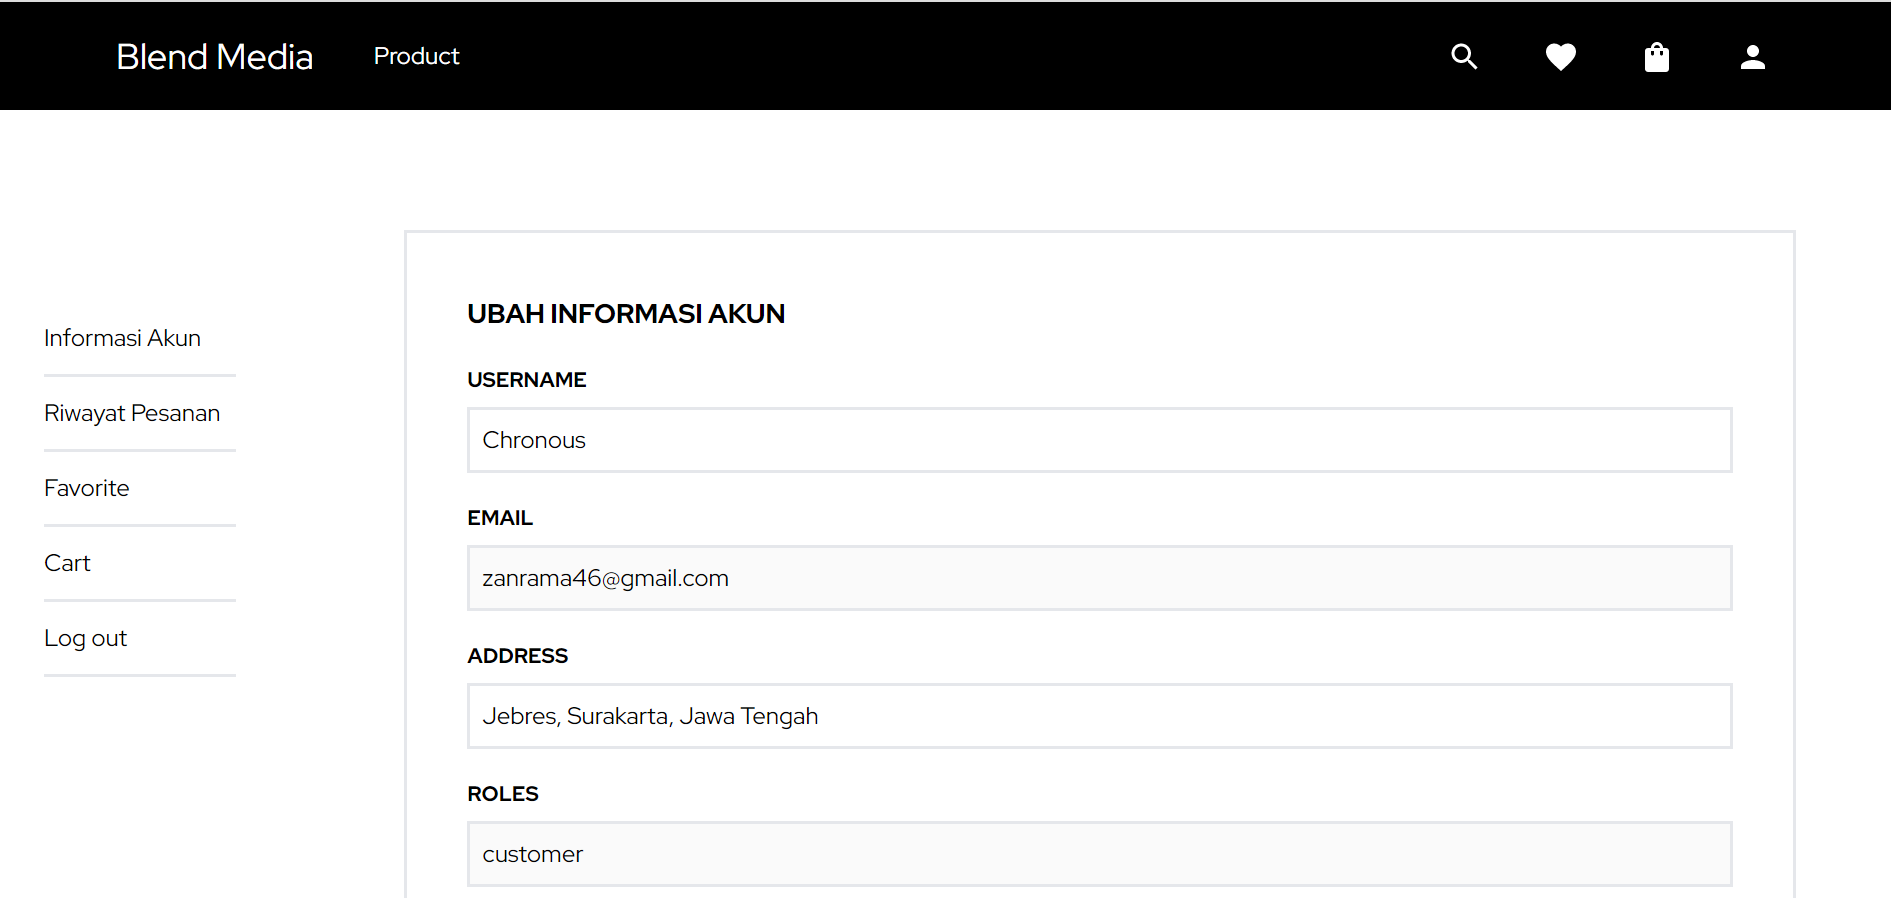 Blend Media
Product
Informasi Akun
Riwayat Pesanan
Favorite
Cart
Log out
UBAH INFORMASI AKUN
USERNAME
Chronous
EMAIL
zanrama46@gmail.com
ADDRESS
Jebres, Surakarta, Jawa Tengah
ROLES
customer